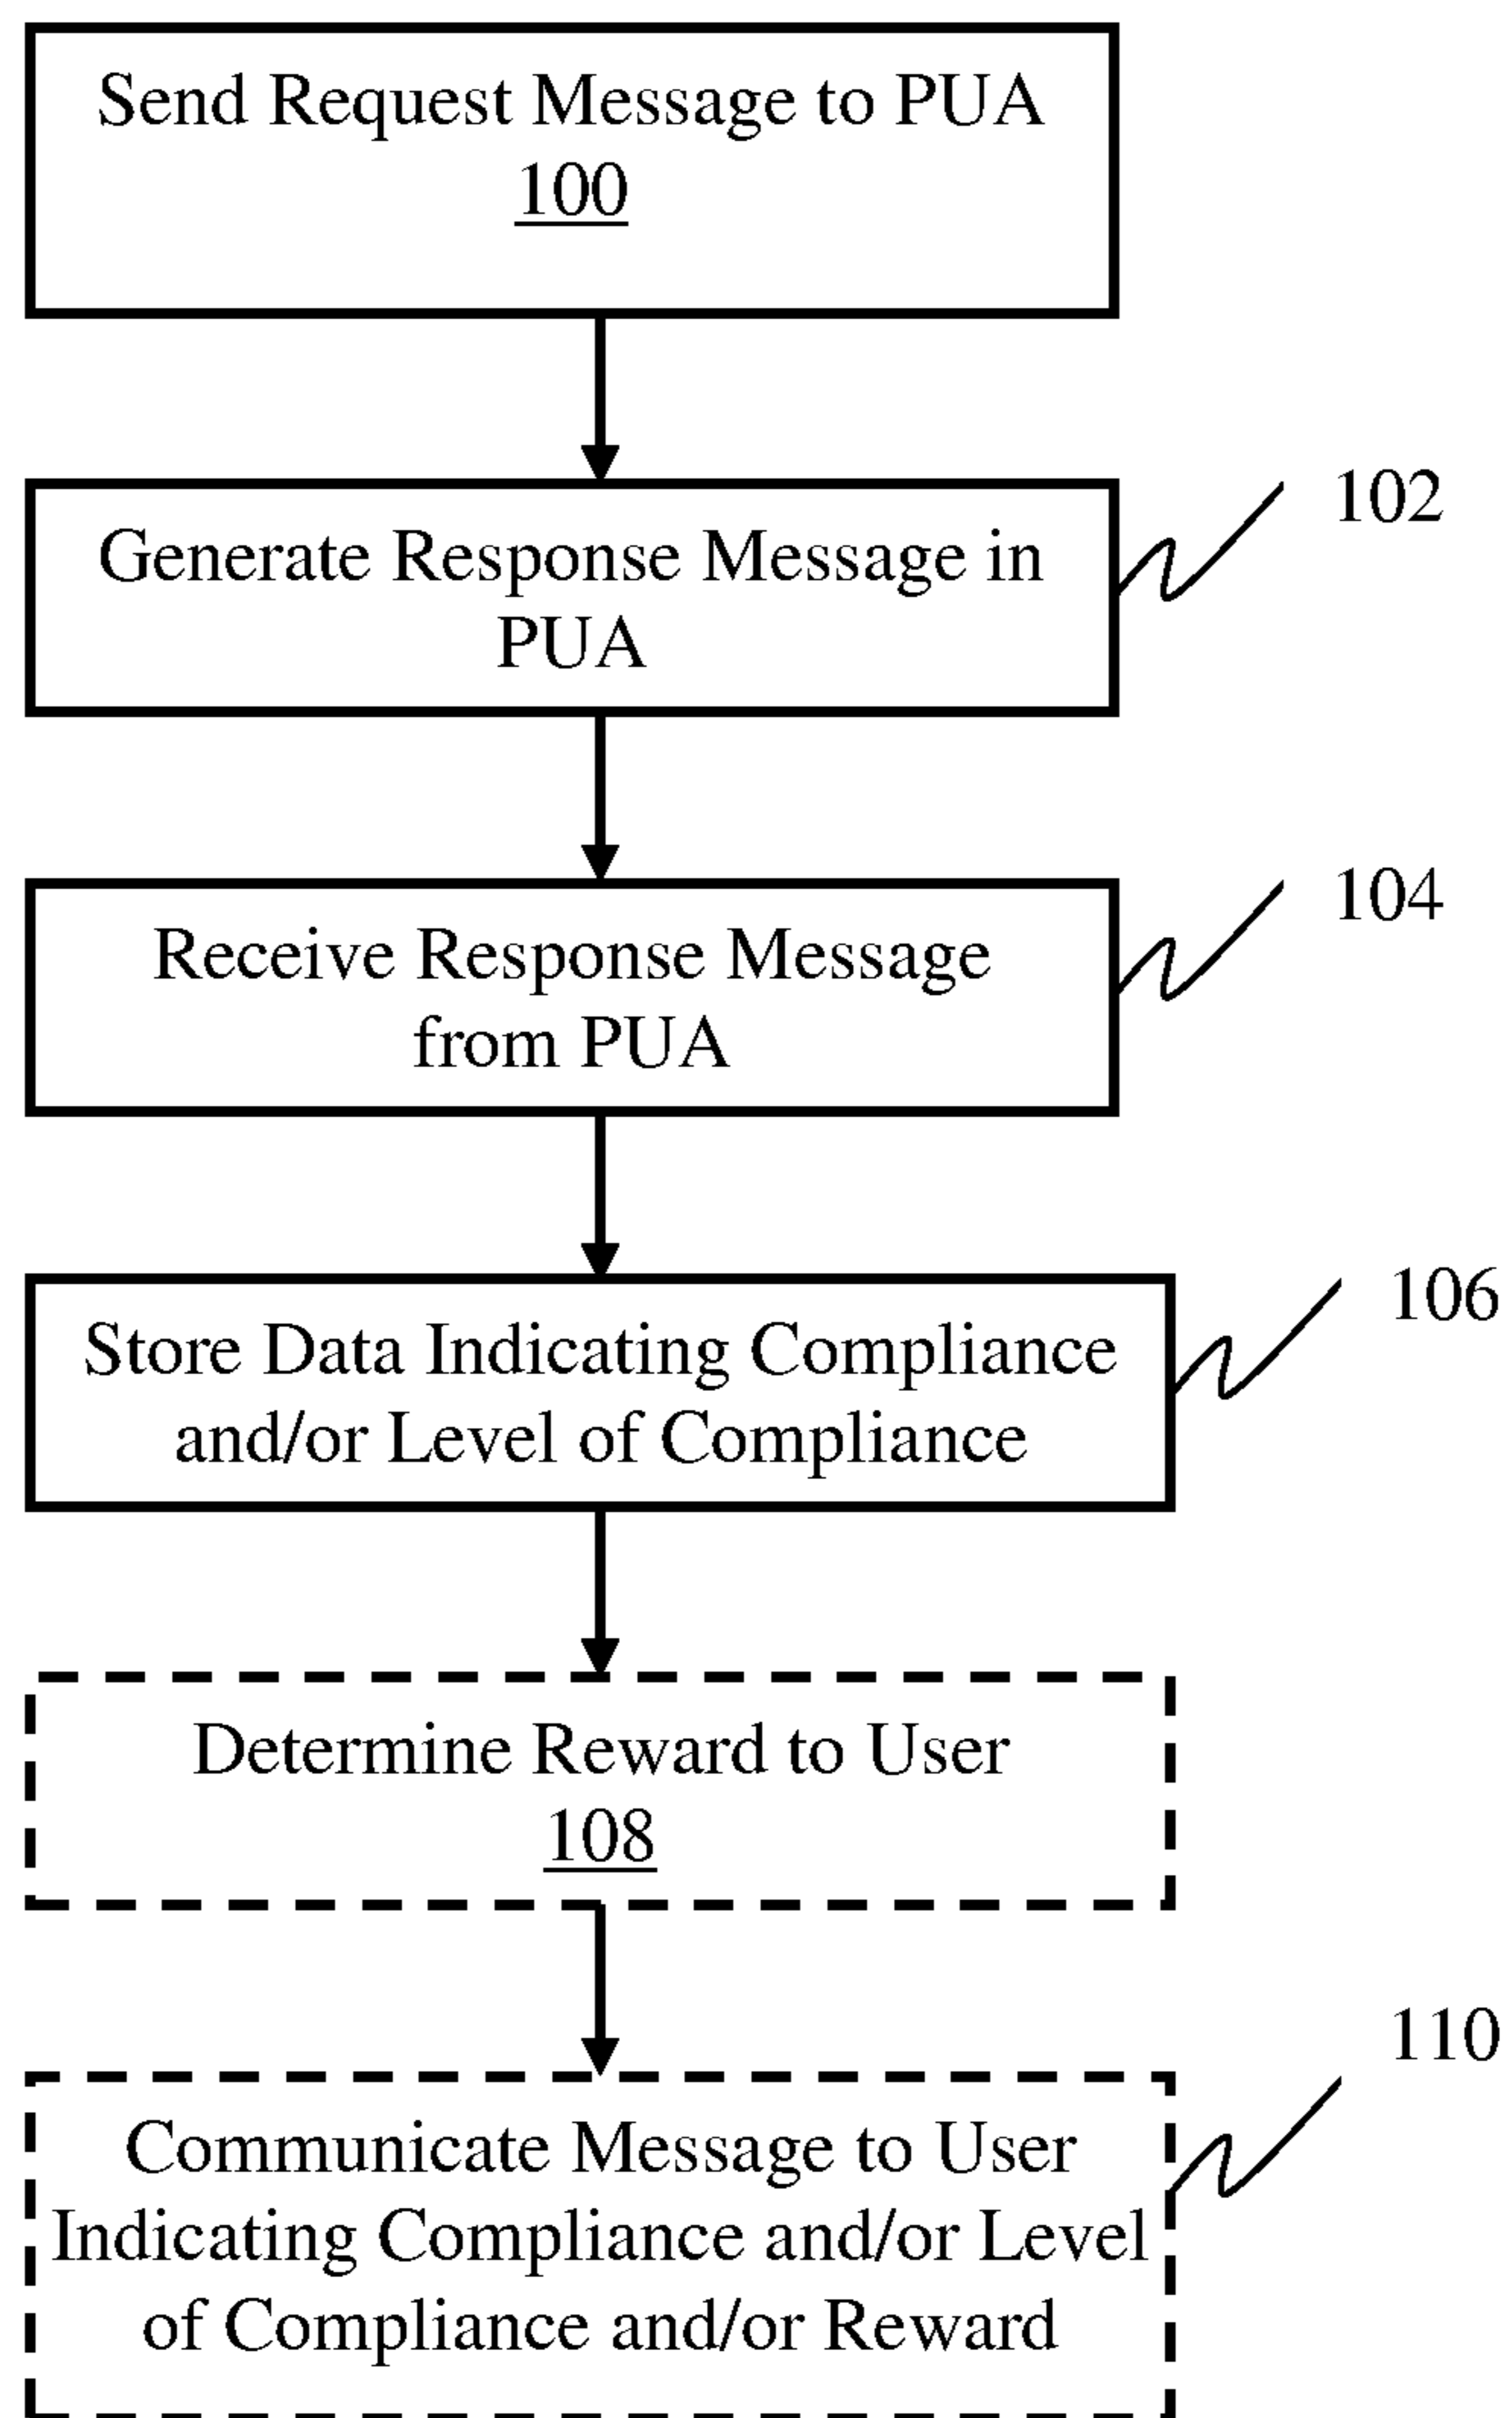 Send Request Message to PUA
100
Generate Response Message in
PUA
102
Receive Response Message
from PUA
104
Store Data Indicating Compliance
and/or Level of Compliance
106
Determine Reward to User
108
Communicate Message to User
Indicating Compliance and/or Level
of Compliance and/or Reward
110